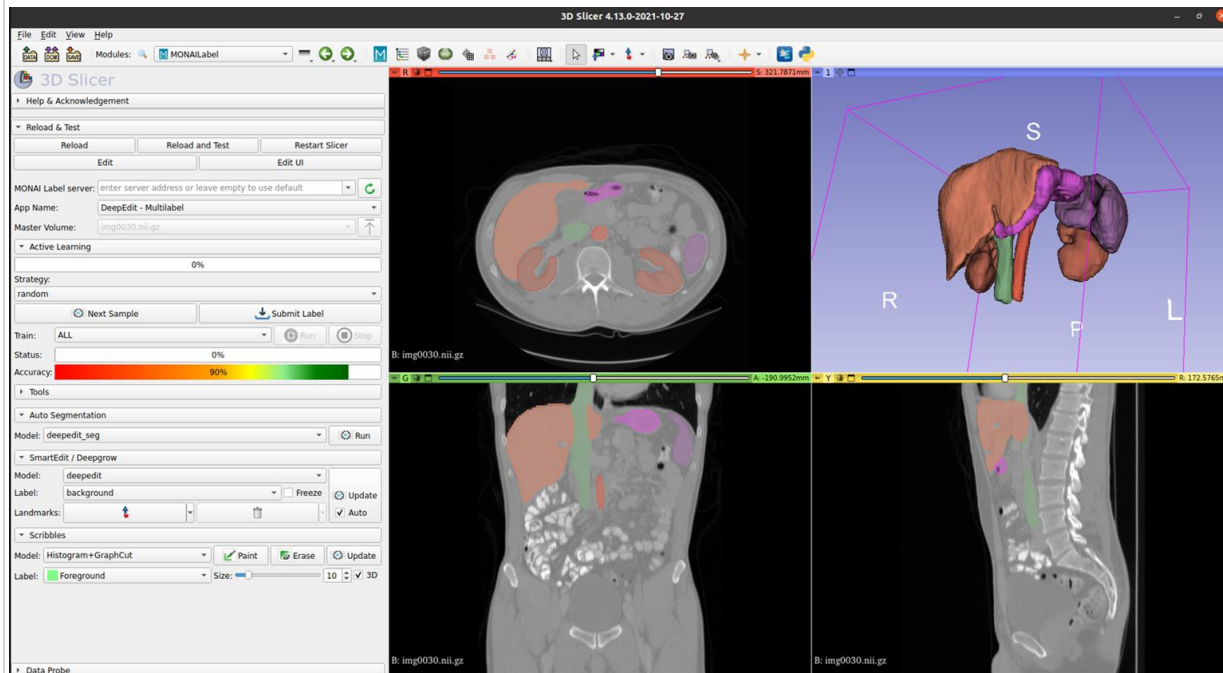 3D Slicer 4.13.0-2021-10-27
File Edit View Help
DATA DCM SAVE Modules: MONAILabel
3D Slicer
Help & Acknowledgement
Reload & Test
Reload Reload and Test Restart Slicer
Edit Edit UI
MONAI Label server: enter server address or leave empty to use default
App Name: DeepEdit - Multilabel
Master Volume: img0030.nii.gz
Active Learning
0%
Strategy:
random
Next Sample Submit Label
Train: ALL Run Stop
Status: 0%
Accuracy: 90%
Tools
Auto Segmentation
Model: deepedit_seg Run
SmartEdit / Deepgrow
Model: deepedit
Label: background Freeze Update
Landmarks: Auto
Scribbles
Model: Histogram+GraphCut Paint Erase Update
Label: Foreground Size: 10 3D
Data Probe
R S: 321.7871mm
B: img0030.nii.gz
1
S
R
L
P
G A: -190.9952mm
B: img0030.nii.gz
Y R: 172.5765m
B: img0030.nii.gz